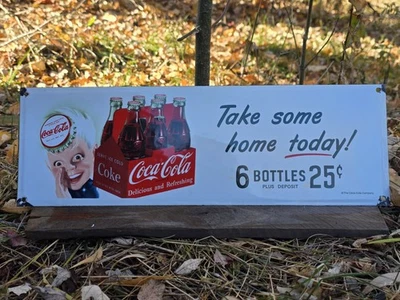 Coca-Cola
Coke
Coca-Cola
Delicious and Refreshing
Take some
home today!
6 BOTTLES 25¢
PLUS DEPOSIT